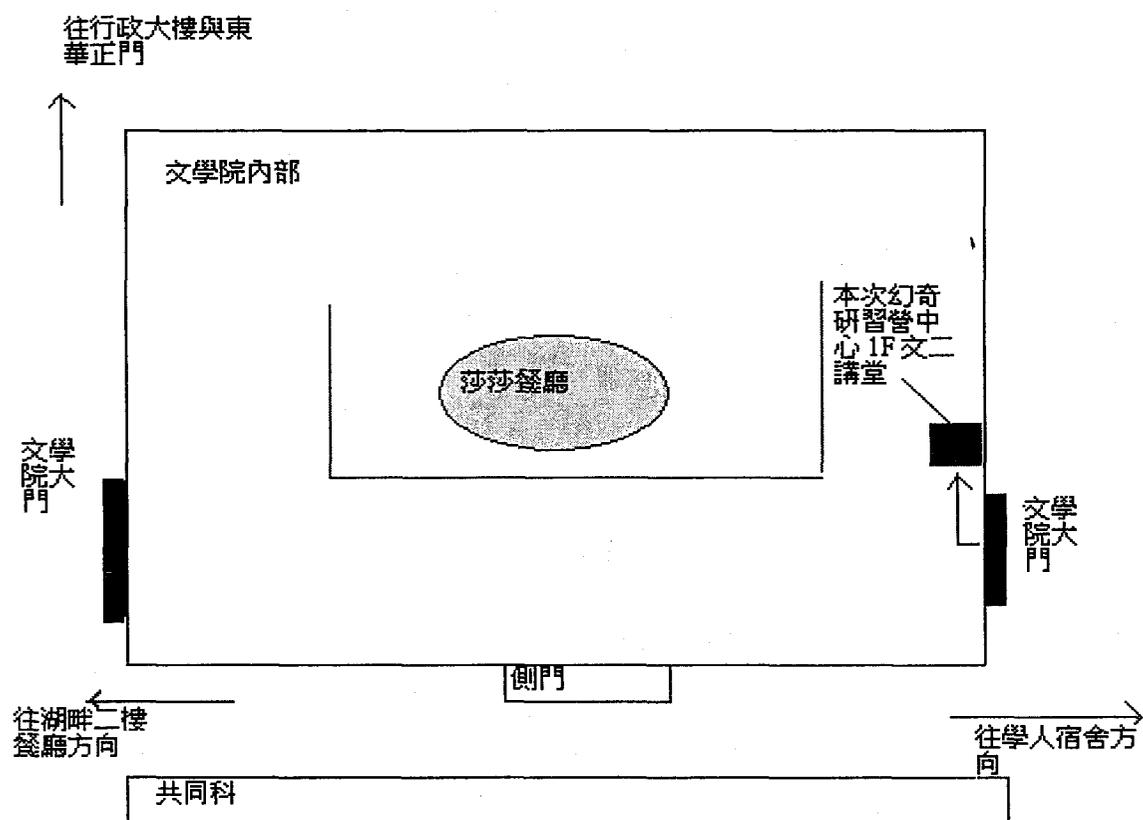 往行政大樓與東
華正門
文學院內部
本次幻奇
研習營中
心 1F 文二
講堂
莎莎餐廳
文學
院大
門
文學
院大
門
側門
往湖畔二樓
餐廳方向
往學人宿舍方
向
共同科